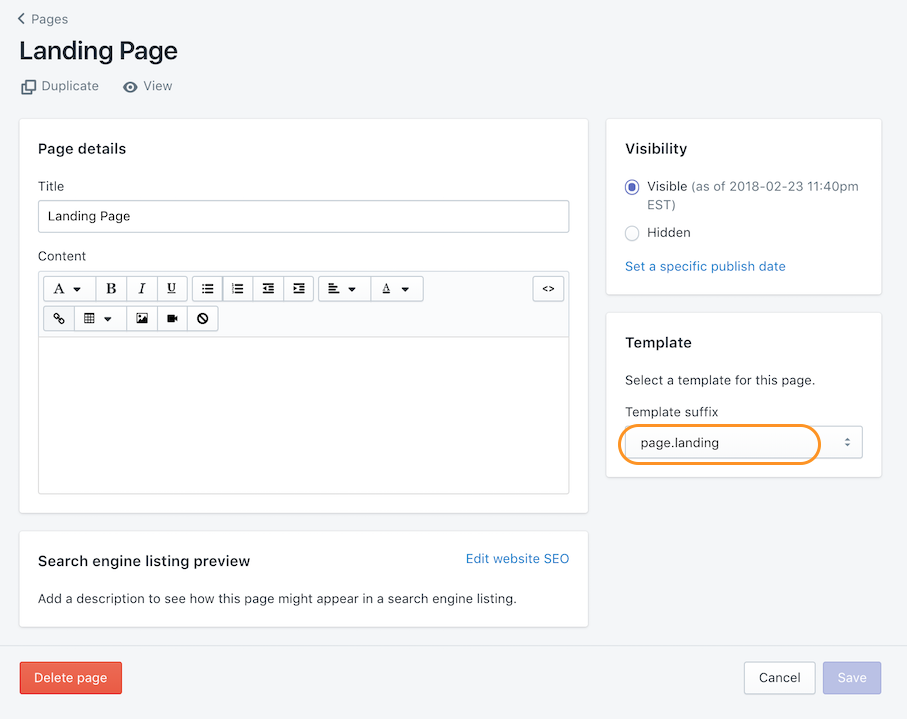 Pages
Landing Page
Duplicate View
Page details
Title
Landing Page
Content
A B I U A <>
Search engine listing preview
Edit website SEO
Add a description to see how this page might appear in a search engine listing.
Visibility
Visible (as of 2018-02-23 11:40pm
EST)
Hidden
Set a specific publish date
Template
Select a template for this page.
Template suffix
page.landing
Delete page
Cancel
Save